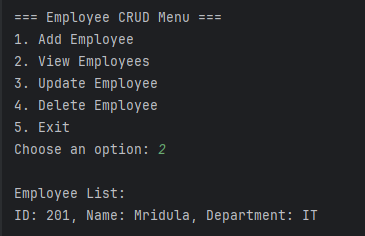 === Employee CRUD Menu ===
1. Add Employee
2. View Employees
3. Update Employee
4. Delete Employee
5. Exit
Choose an option: 2
Employee List:
ID: 201, Name: Mridula, Department: IT